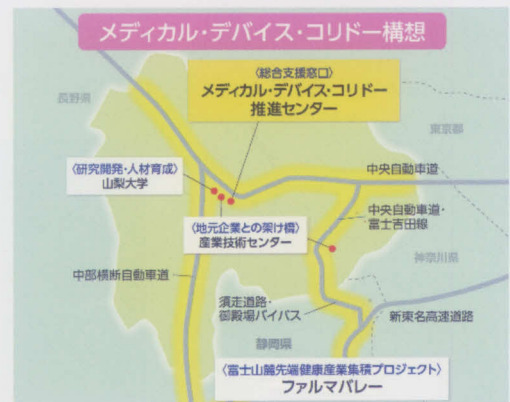 メディカル・デバイス・コリドー構想
〈総合支援窓口〉
メディカル・デバイス・コリドー
推進センター
長野県
東京都
〈研究開発・人材育成〉
山梨大学
中央自動車道
〈地元企業との架け橋〉
産業技術センター
中央自動車道・
富士吉田線
神奈川県
中部横断自動車道
須走道路・
御殿場バイパス
新東名高速道路
静岡県
〈富士山麓先端健康産業集積プロジェクト〉
ファルマバレー